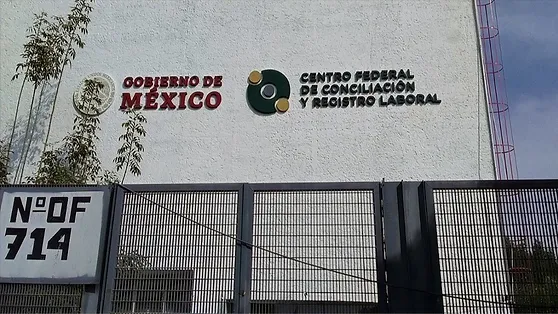 GOBIERNO DE
MÉXICO
CENTRO FEDERAL
DE CONCILIACIÓN
Y REGISTRO LABORAL
NºOF
714